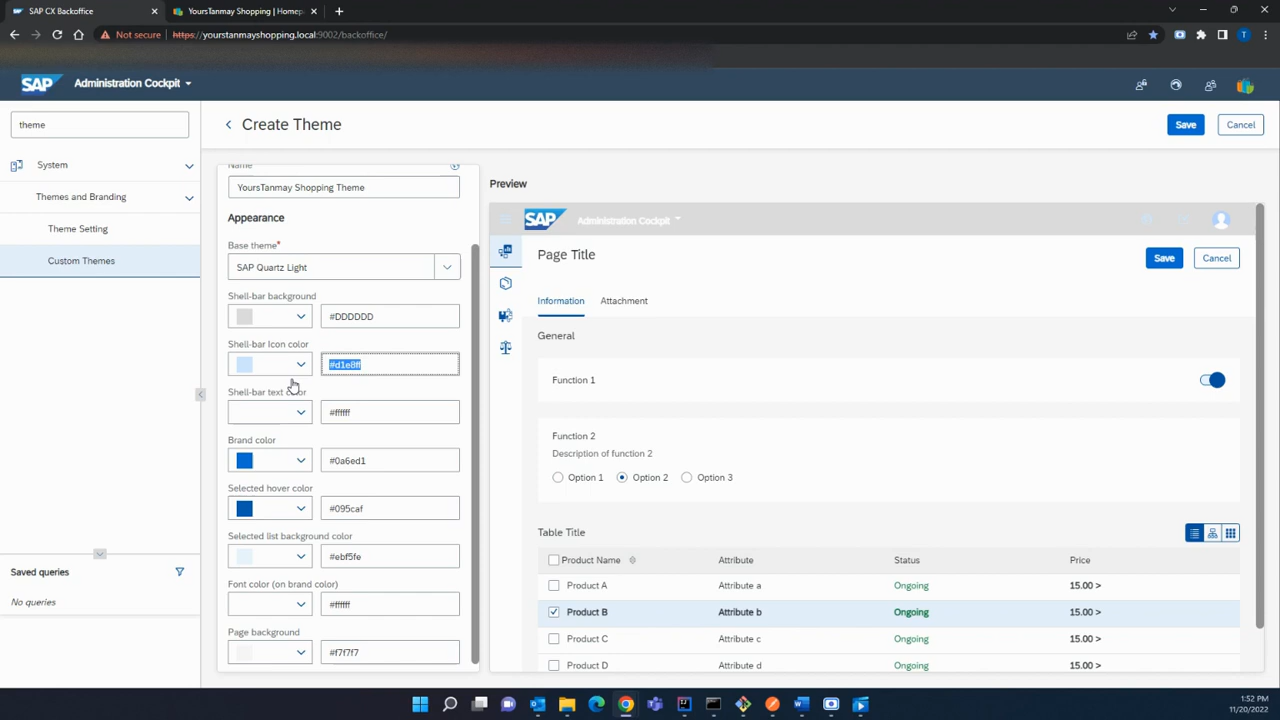 SAP CX Backoffice
YoursTanmay Shopping | Homep
Not secure
https://yourstanmayshopping.local:9002/backoffice/
T
SAP
Administration Cockpit
theme
Create Theme
Save
Cancel
System
Themes and Branding
Theme Setting
Custom Themes
Saved queries
No queries
Name
YoursTanmay Shopping Theme
Appearance
Base theme*
SAP Quartz Light
Shell-bar background
#DDDDDD
Shell-bar Icon color
#d1e8ff
Shell-bar text color
#ffffff
Brand color
#0a6ed1
Selected hover color
#095caf
Selected list background color
#ebf5fe
Font color (on brand color)
#ffffff
Page background
#f7f7f7
Preview
SAP
Administration Cockpit
Page Title
Save
Cancel
Information
Attachment
General
Function 1
Function 2
Description of function 2
Option 1
Option 2
Option 3
Table Title
Product Name
Attribute
Status
Price
Product A
Attribute a
Ongoing
15.00 >
Product B
Attribute b
Ongoing
15.00 >
Product C
Attribute c
Ongoing
15.00 >
Product D
Attribute d
Ongoing
15.00 >
1:52 PM
11/20/2022